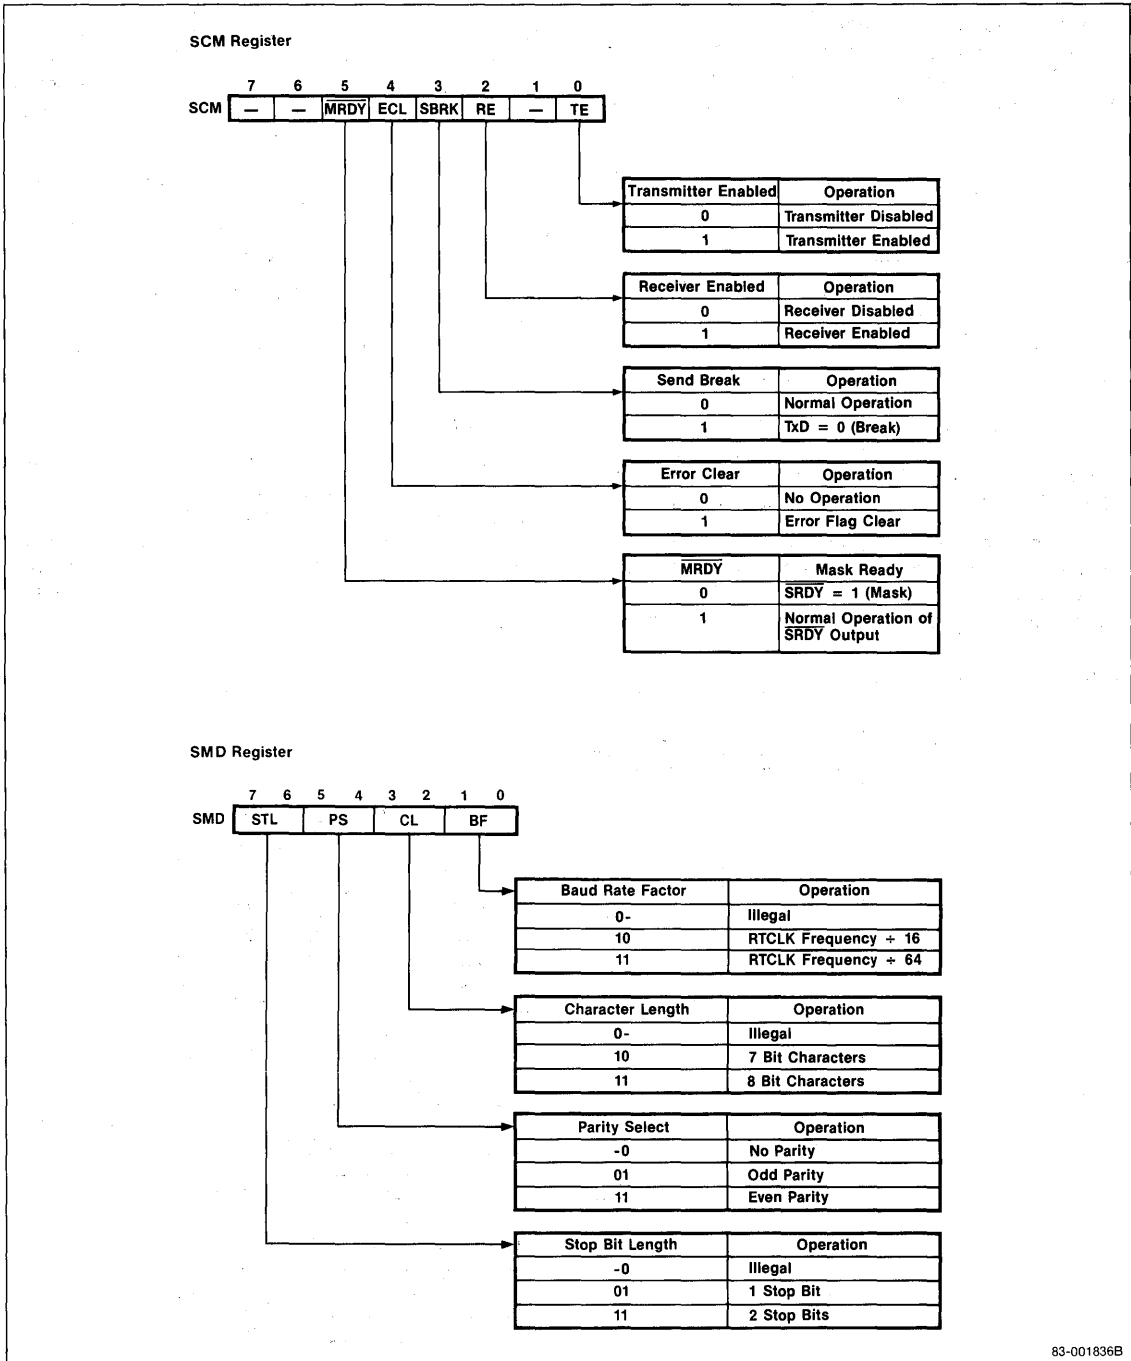 SCM Register
7 6 5 4 3 2 1 0
SCM — — MRDY ECL SBRK RE — TE
Transmitter Enabled Operation
0 Transmitter Disabled
1 Transmitter Enabled
Receiver Enabled Operation
0 Receiver Disabled
1 Receiver Enabled
Send Break Operation
0 Normal Operation
1 TxD = 0 (Break)
Error Clear Operation
0 No Operation
1 Error Flag Clear
MRDY Mask Ready
0 SRDY = 1 (Mask)
1 Normal Operation of
SRDY Output
SMD Register
7 6 5 4 3 2 1 0
SMD STL PS CL BF
Baud Rate Factor Operation
0- Illegal
10 RTCLK Frequency ÷ 16
11 RTCLK Frequency ÷ 64
Character Length Operation
0- Illegal
10 7 Bit Characters
11 8 Bit Characters
Parity Select Operation
-0 No Parity
01 Odd Parity
11 Even Parity
Stop Bit Length Operation
-0 Illegal
01 1 Stop Bit
11 2 Stop Bits
83-001836B